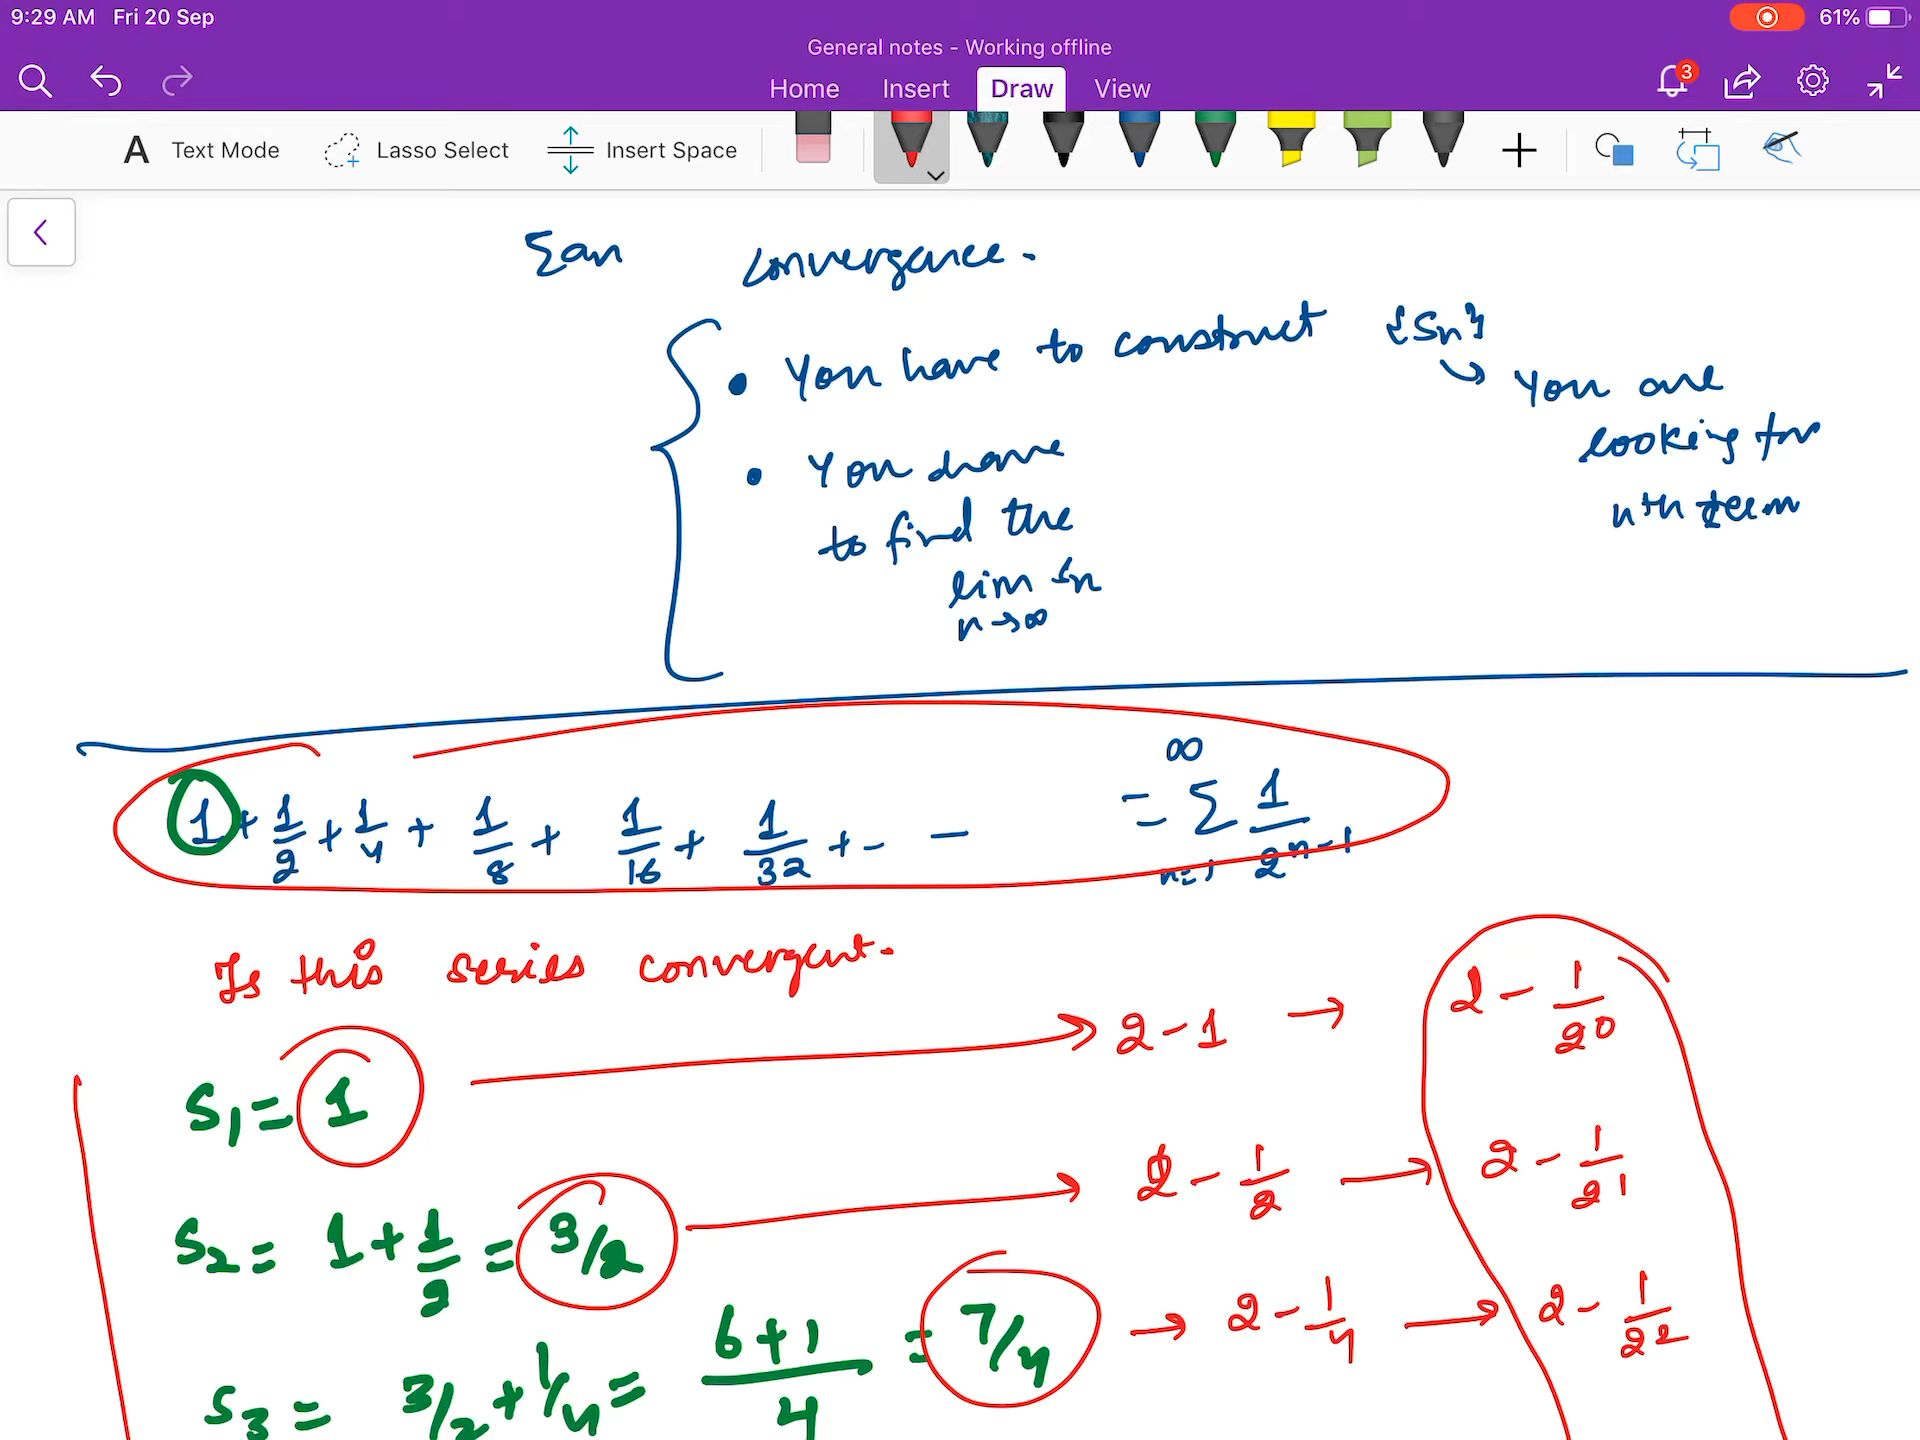 9:29 AM Fri 20 Sep
61%
General notes - Working offline
Home Insert Draw View
3
A Text Mode Lasso Select Insert Space
Σan convergence.
• You have to construct {Sn}
↘ You are
looking for
nth term
• You have
to find the
lim Sn
n→∞
1 + 1/2 + 1/4 + 1/8 + 1/16 + 1/32 + - - = ∞ Σ n=1 1/2^n-1
Is this series convergent.
S1 = 1 → 2 - 1 → 2 - 1/2^0
S2 = 1 + 1/2 = 3/2 → 2 - 1/2 → 2 - 1/2^1
S3 = 3/2 + 1/4 = 6+1/4 = 7/4 → 2 - 1/4 → 2 - 1/2^2